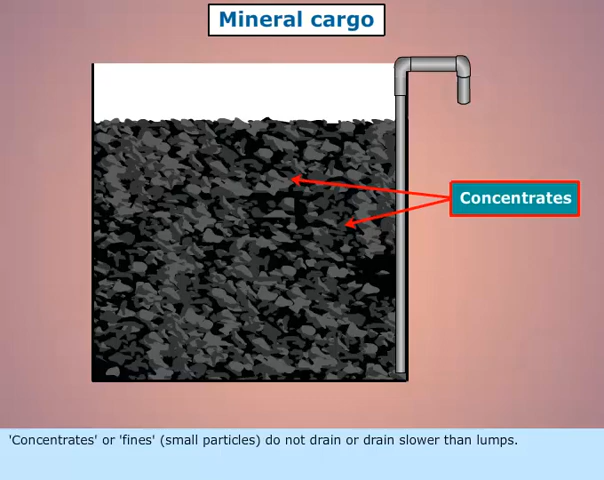 Mineral cargo
Concentrates
'Concentrates' or 'fines' (small particles) do not drain or drain slower than lumps.